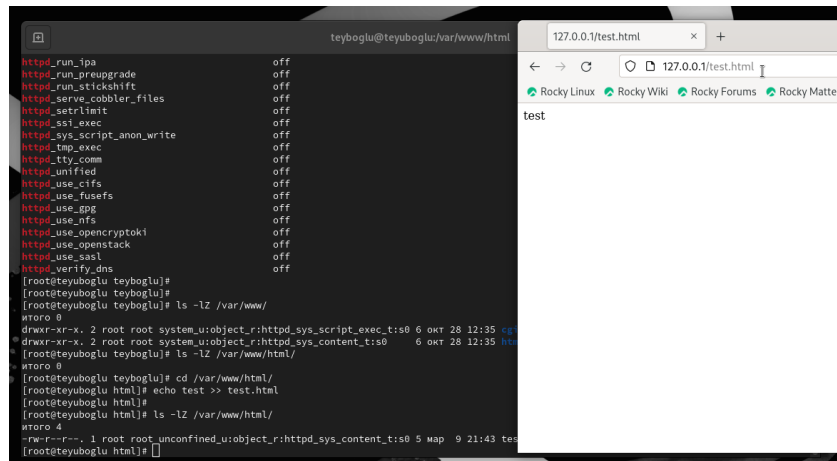 teyboglu@teyuboglu:/var/www/html
httpd_run_ipa off
httpd_run_preupgrade off
httpd_run_stickshift off
httpd_serve_cobbler_files off
httpd_setrlimit off
httpd_ssi_exec off
httpd_sys_script_anon_write off
httpd_tmp_exec off
httpd_tty_comm off
httpd_unified off
httpd_use_cifs off
httpd_use_fusefs off
httpd_use_gpg off
httpd_use_nfs off
httpd_use_opencryptoki off
httpd_use_openstack off
httpd_use_sasl off
httpd_verify_dns off
[root@teyuboglu teyboglu]#
[root@teyuboglu teyboglu]#
[root@teyuboglu teyboglu]# ls -lZ /var/www/
итого 0
drwxr-xr-x. 2 root root system_u:object_r:httpd_sys_script_exec_t:s0 6 окт 28 12:35 cgi
drwxr-xr-x. 2 root root system_u:object_r:httpd_sys_content_t:s0 6 окт 28 12:35 htm
[root@teyuboglu teyboglu]# ls -lZ /var/www/html/
итого 0
[root@teyuboglu teyboglu]# cd /var/www/html/
[root@teyuboglu html]# echo test >> test.html
[root@teyuboglu html]#
[root@teyuboglu html]# ls -lZ /var/www/html/
итого 4
-rw-r--r--. 1 root root unconfined_u:object_r:httpd_sys_content_t:s0 5 мар 9 21:43 tes
[root@teyuboglu html]#
127.0.0.1/test.html × +
127.0.0.1/test.html
Rocky Linux Rocky Wiki Rocky Forums Rocky Matte
test